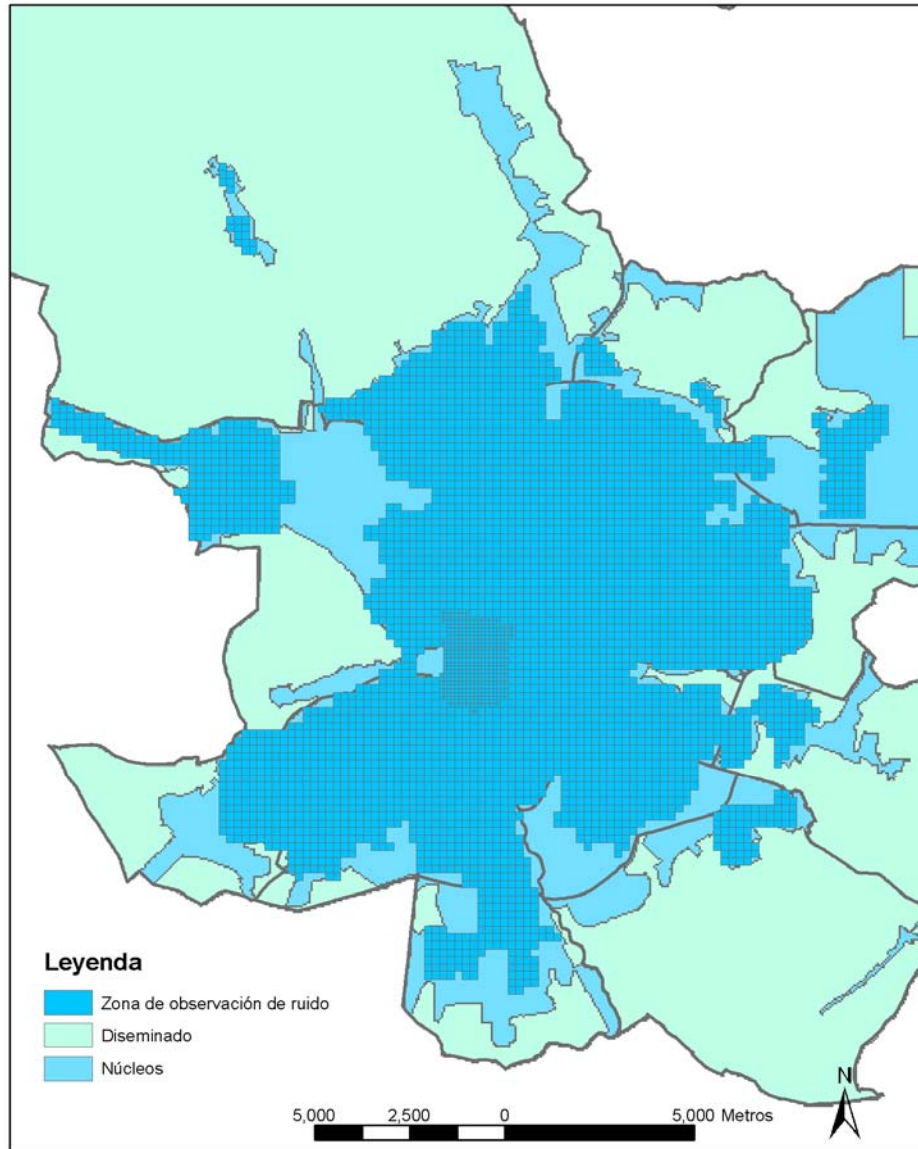 Leyenda
Zona de observación de ruido
Diseminado
Núcleos
N
5,000 2,500 0 5,000 Metros